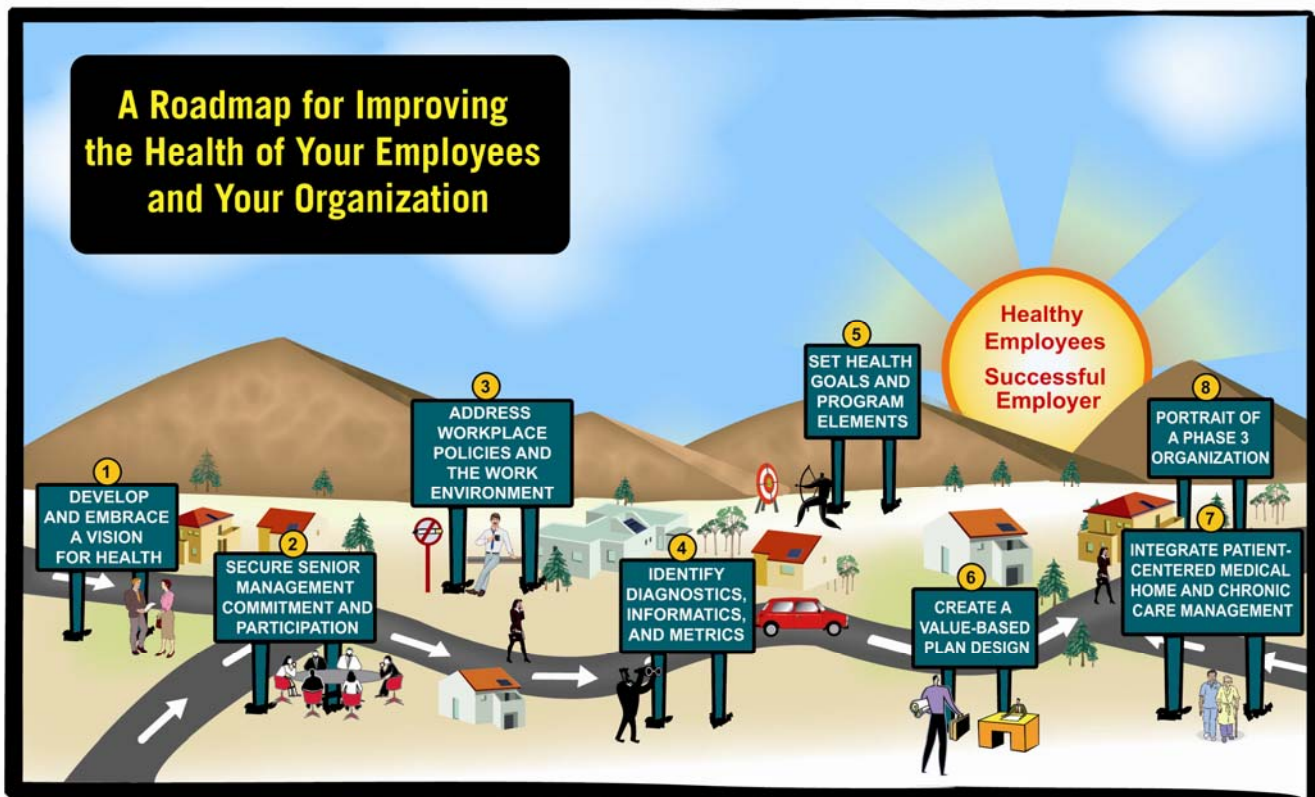 A Roadmap for Improving
the Health of Your Employees
and Your Organization
Healthy
Employees
Successful
Employer
1
DEVELOP
AND EMBRACE
A VISION
FOR HEALTH
2
SECURE SENIOR
MANAGEMENT
COMMITMENT AND
PARTICIPATION
3
ADDRESS
WORKPLACE
POLICIES AND
THE WORK
ENVIRONMENT
4
IDENTIFY
DIAGNOSTICS,
INFORMATICS,
AND METRICS
5
SET HEALTH
GOALS AND
PROGRAM
ELEMENTS
6
CREATE A
VALUE-BASED
PLAN DESIGN
7
INTEGRATE PATIENT-
CENTERED MEDICAL
HOME AND CHRONIC
CARE MANAGEMENT
8
PORTRAIT OF
A PHASE 3
ORGANIZATION